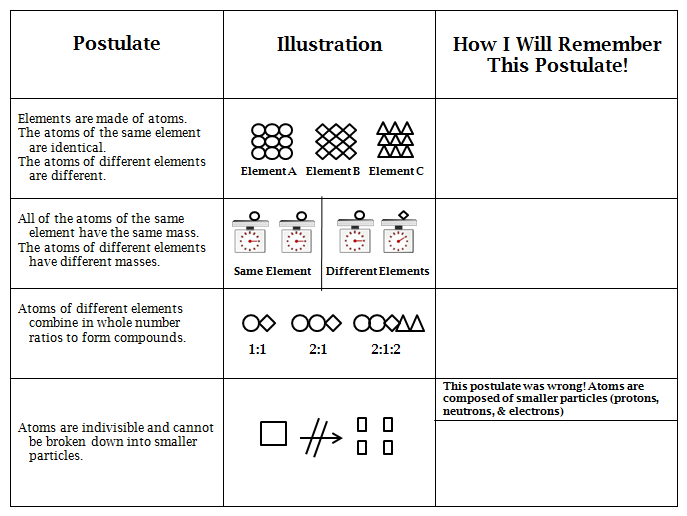 Postulate
Illustration
How I Will Remember
This Postulate!
Elements are made of atoms.
The atoms of the same element
are identical.
The atoms of different elements
are different.
Element A Element B Element C
All of the atoms of the same
element have the same mass.
The atoms of different elements
have different masses.
Same Element
Different Elements
Atoms of different elements
combine in whole number
ratios to form compounds.
1:1 2:1 2:1:2
Atoms are indivisible and cannot
be broken down into smaller
particles.
This postulate was wrong! Atoms are
composed of smaller particles (protons,
neutrons, & electrons)